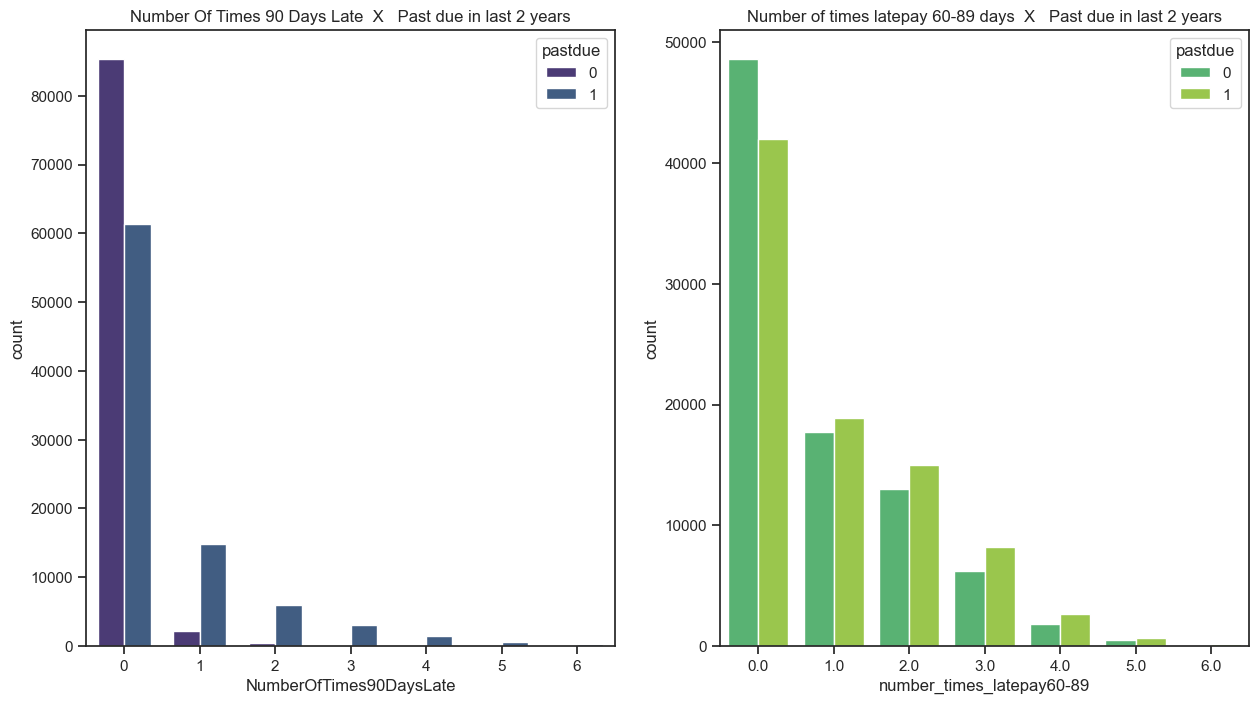 Number Of Times 90 Days Late  X   Past due in last 2 years
pastdue
0
1
80000
70000
60000
50000
40000
30000
20000
10000
0
count
0 1 2 3 4 5 6
NumberOfTimes90DaysLate
Number of times latepay 60-89 days  X   Past due in last 2 years
pastdue
0
1
50000
40000
30000
20000
10000
0
count
0.0 1.0 2.0 3.0 4.0 5.0 6.0
number_times_latepay60-89